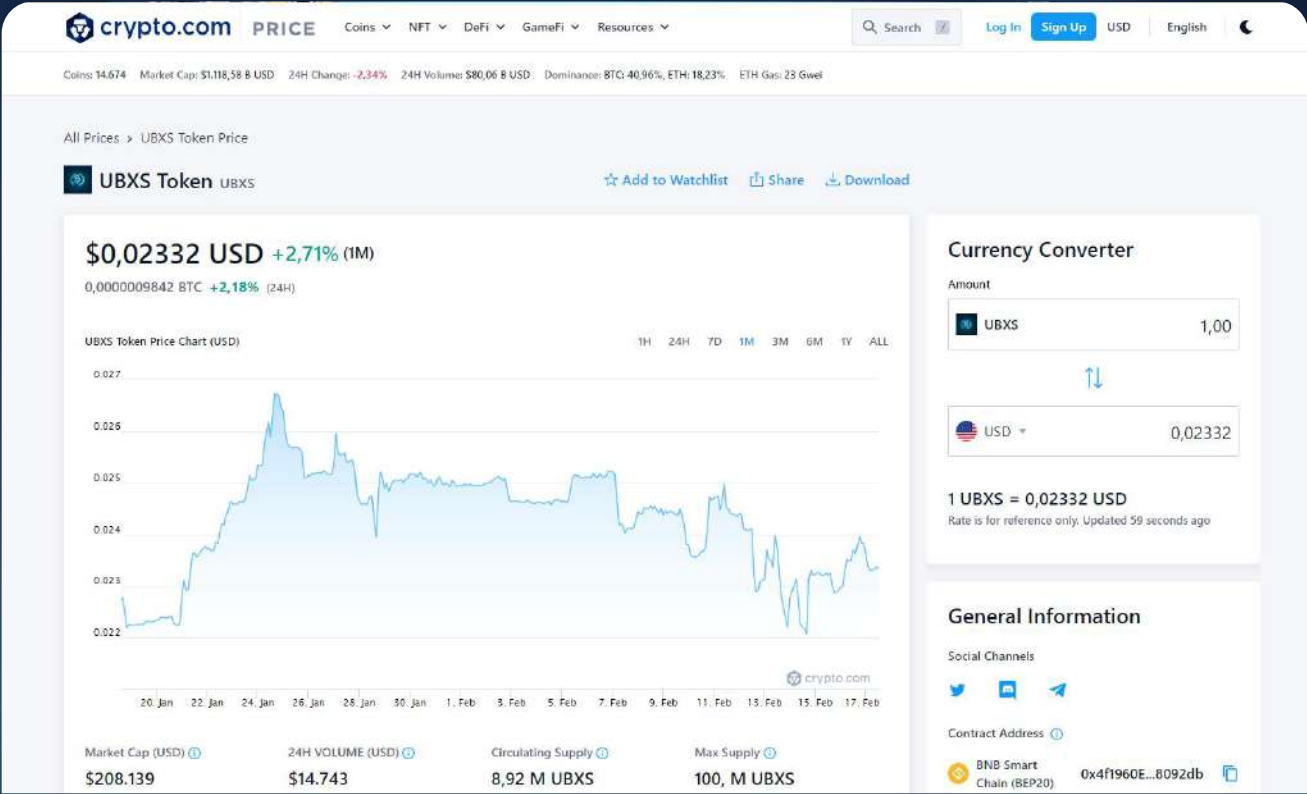 crypto.com PRICE Coins NFT DeFi GameFi Resources Search / Log In Sign Up USD English
Coins: 14.674 Market Cap: $1.118,58 B USD 24H Change: -2,34% 24H Volume: $80,06 B USD Dominance: BTC: 40,96%, ETH: 18,23% ETH Gas: 23 Gwei
All Prices > UBXS Token Price
UBXS Token UBXS
Add to Watchlist Share Download
$0,02332 USD +2,71% (1M)
0,0000009842 BTC +2,18% (24H)
UBXS Token Price Chart (USD)
1H 24H 7D 1M 3M 6M 1Y ALL
0.027
0.026
0.025
0.024
0.023
0.022
crypto.com
20. Jan 22. Jan 24. Jan 26. Jan 28. Jan 30. Jan 1. Feb 3. Feb 5. Feb 7. Feb 9. Feb 11. Feb 13. Feb 15. Feb 17. Feb
Market Cap (USD) 24H VOLUME (USD) Circulating Supply Max Supply
$208.139 $14.743 8,92 M UBXS 100, M UBXS
Currency Converter
Amount
UBXS 1,00
USD 0,02332
1 UBXS = 0,02332 USD
Rate is for reference only. Updated 59 seconds ago
General Information
Social Channels
Contract Address
BNB Smart
Chain (BEP20)
0x4f1960E...8092db